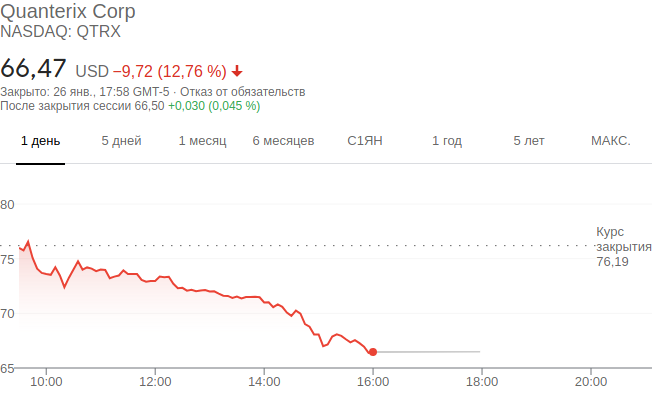 Quanterix Corp
NASDAQ: QTRX
66,47 USD −9,72 (12,76 %)
Закрыто: 26 янв., 17:58 GMT-5 · Отказ от обязательств
После закрытия сессии 66,50 +0,030 (0,045 %)
1 день 5 дней 1 месяц 6 месяцев С1ЯН 1 год 5 лет МАКС.
80
Курс
закрытия
75
76,19
70
65
10:00 12:00 14:00 16:00 18:00 20:00